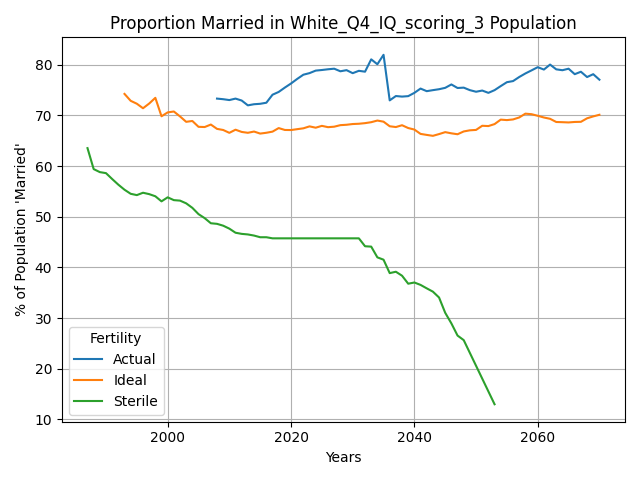 Proportion Married in White_Q4_IQ_scoring_3 Population
% of Population 'Married'
80
70
60
50
40
30
20
10
Fertility
Actual
Ideal
Sterile
2000
2020
2040
2060
Years